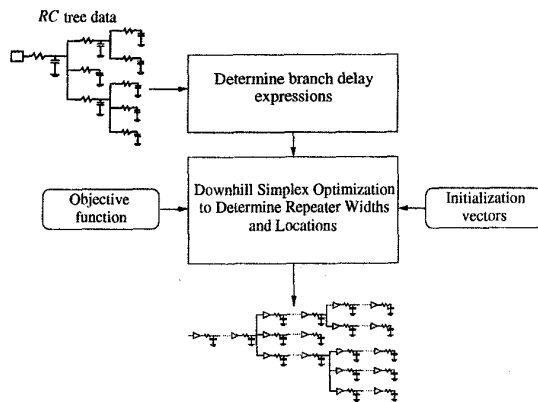 RC tree data
Determine branch delay
expressions
Objective
function
Downhill Simplex Optimization
to Determine Repeater Widths
and Locations
Initialization
vectors